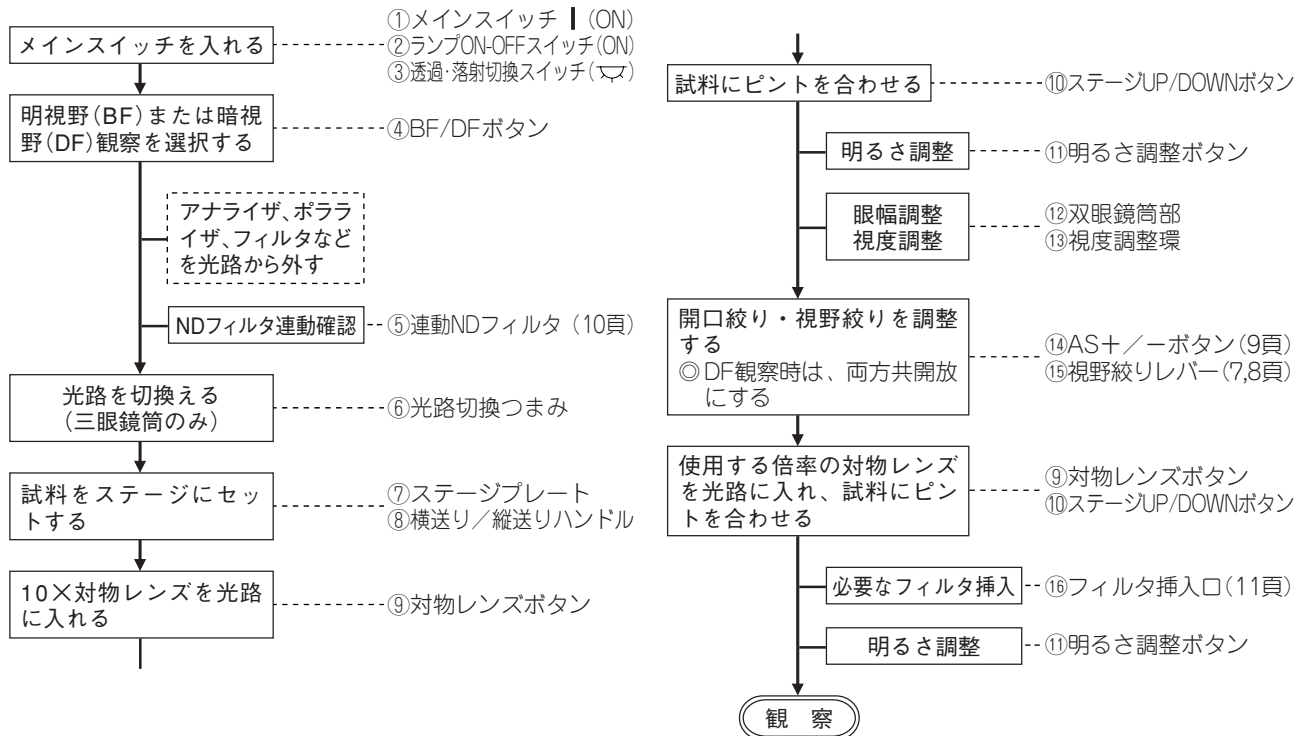 メインスイッチを入れる
①メインスイッチ ┃ (ON)
②ランプON-OFFスイッチ(ON)
③透過·落射切換スイッチ( )
明視野(BF)または暗視
野(DF)観察を選択する
④BF/DFボタン
アナライザ、ポララ
イザ、フィルタなど
を光路から外す
NDフィルタ連動確認
⑤連動NDフィルタ（10頁）
光路を切換える
（三眼鏡筒のみ）
⑥光路切換つまみ
試料をステージにセッ
トする
⑦ステージプレート
⑧横送り／縦送りハンドル
10×対物レンズを光路
に入れる
⑨対物レンズボタン
試料にピントを合わせる
⑩ステージUP/DOWNボタン
明るさ調整
⑪明るさ調整ボタン
眼幅調整
視度調整
⑫双眼鏡筒部
⑬視度調整環
開口絞り・視野絞りを調整
する
◎DF観察時は、両方共開放
にする
⑭AS＋／－ボタン(9頁)
⑮視野絞りレバー(7,8頁)
使用する倍率の対物レンズ
を光路に入れ、試料にピン
トを合わせる
⑨対物レンズボタン
⑩ステージUP/DOWNボタン
必要なフィルタ挿入
⑯フィルタ挿入口(11頁)
明るさ調整
⑪明るさ調整ボタン
観　察